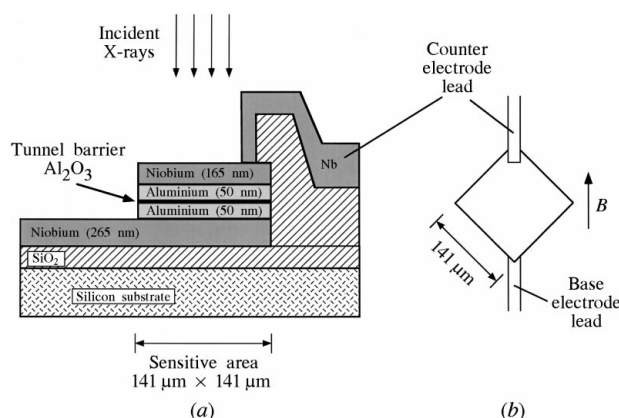 Incident
X-rays
Counter
electrode
lead
Tunnel barrier
Al2O3
Niobium (165 nm)
Aluminium (50 nm)
Aluminium (50 nm)
Nb
Niobium (265 nm)
SiO2
Silicon substrate
Sensitive area
141 μm × 141 μm
(a)
B
141 μm
Base
electrode
lead
(b)